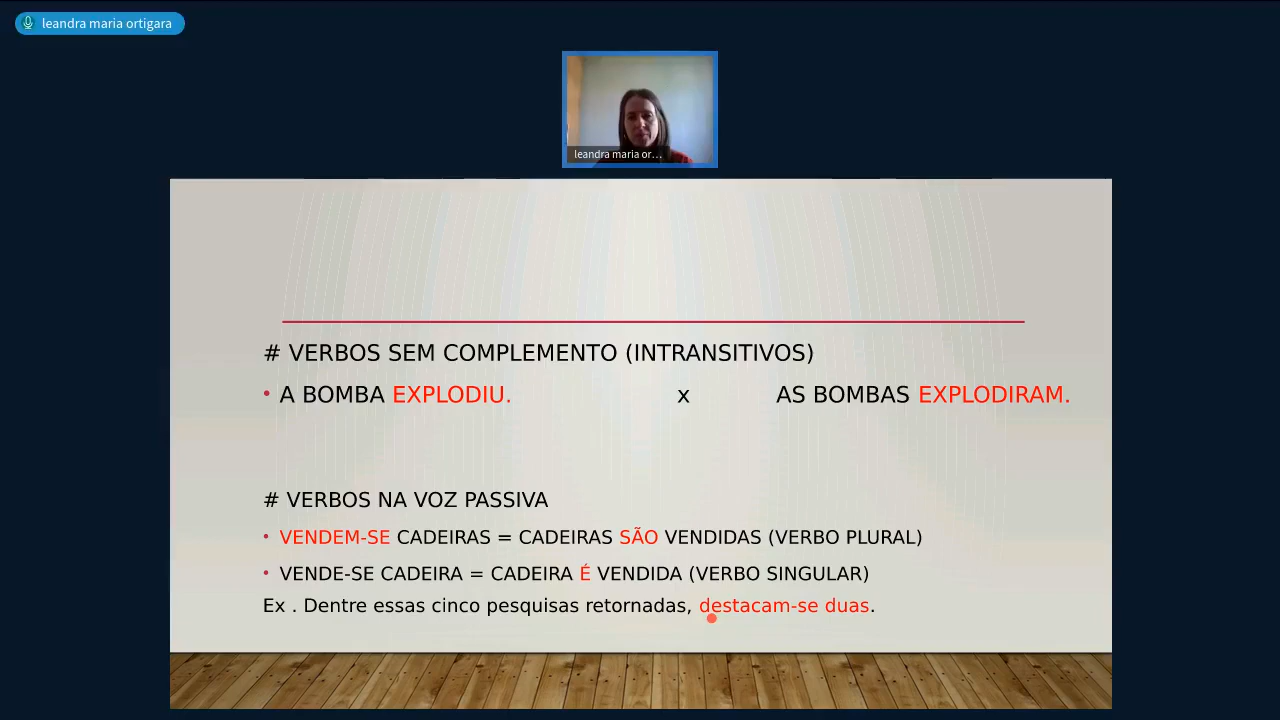 leandra maria ortigara
leandra maria or…
# VERBOS SEM COMPLEMENTO (INTRANSITIVOS)
• A BOMBA EXPLODIU. x AS BOMBAS EXPLODIRAM.
# VERBOS NA VOZ PASSIVA
• VENDEM-SE CADEIRAS = CADEIRAS SÃO VENDIDAS (VERBO PLURAL)
• VENDE-SE CADEIRA = CADEIRA É VENDIDA (VERBO SINGULAR)
Ex . Dentre essas cinco pesquisas retornadas, destacam-se duas.